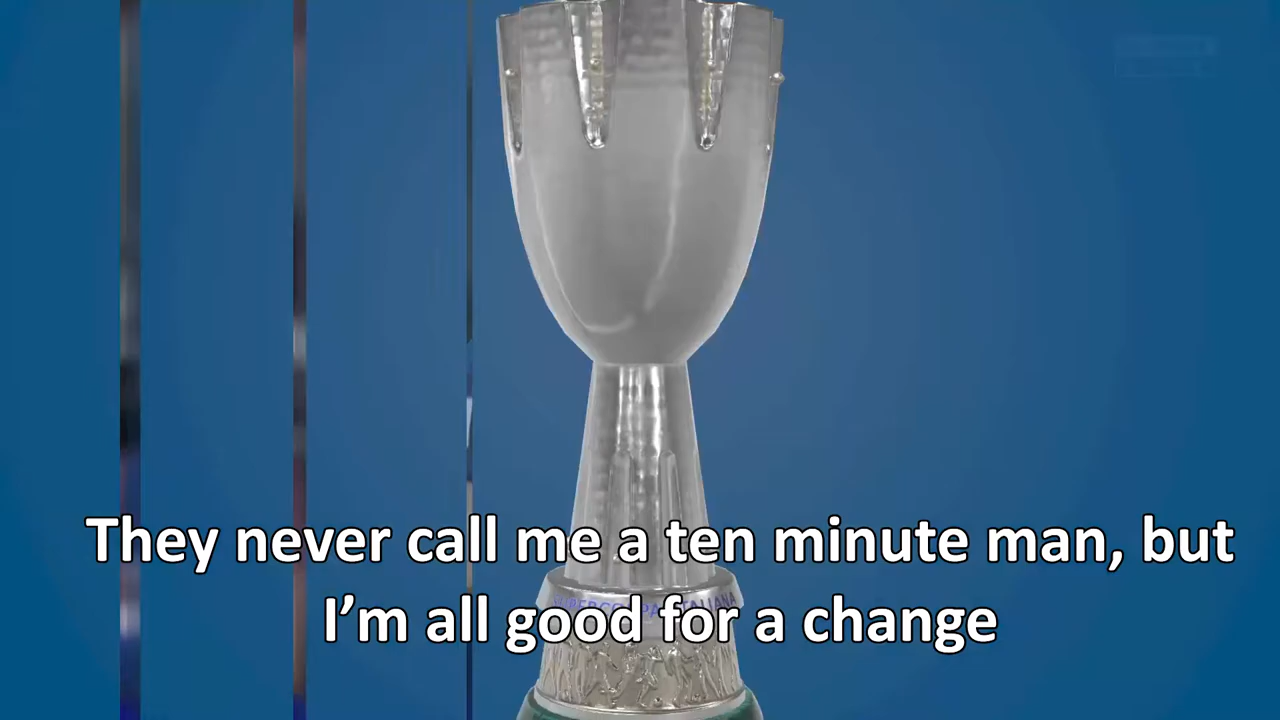 They never call me a ten minute man, but
I’m all good for a change